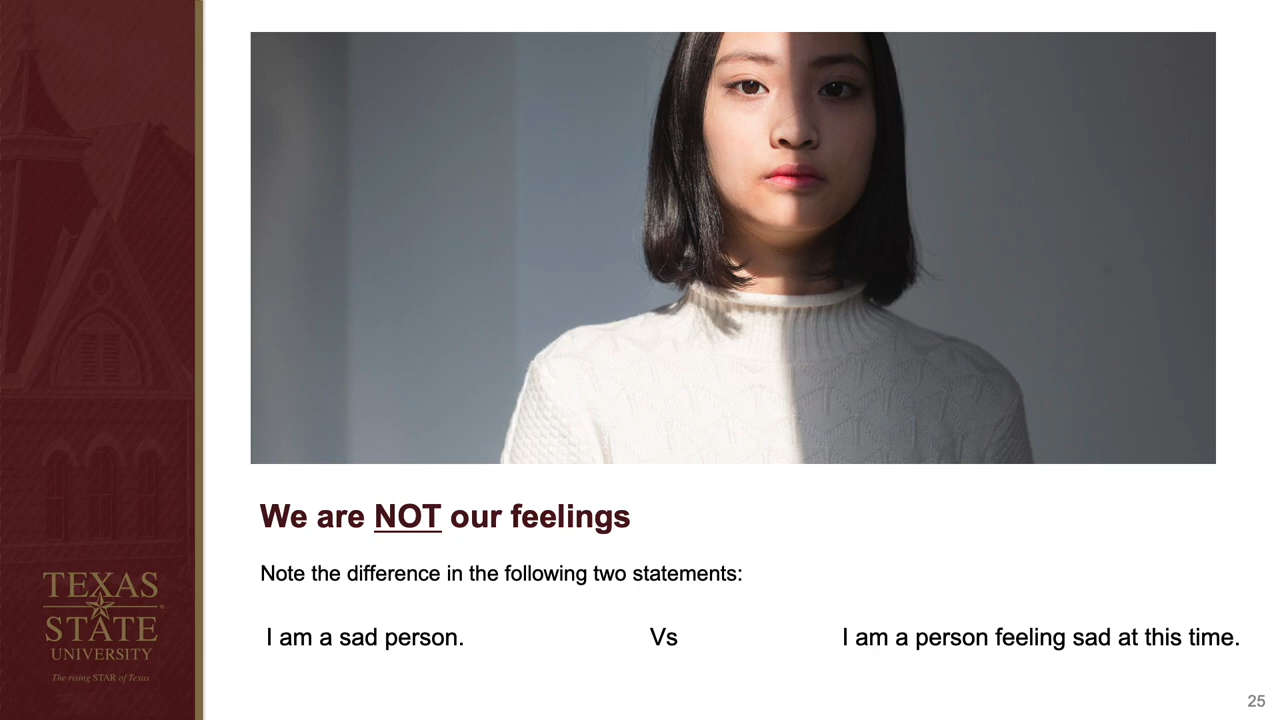 We are NOT our feelings
Note the difference in the following two statements:
I am a sad person.
Vs
I am a person feeling sad at this time.
TEXAS
STATE
®
UNIVERSITY
The rising STAR of Texas
25